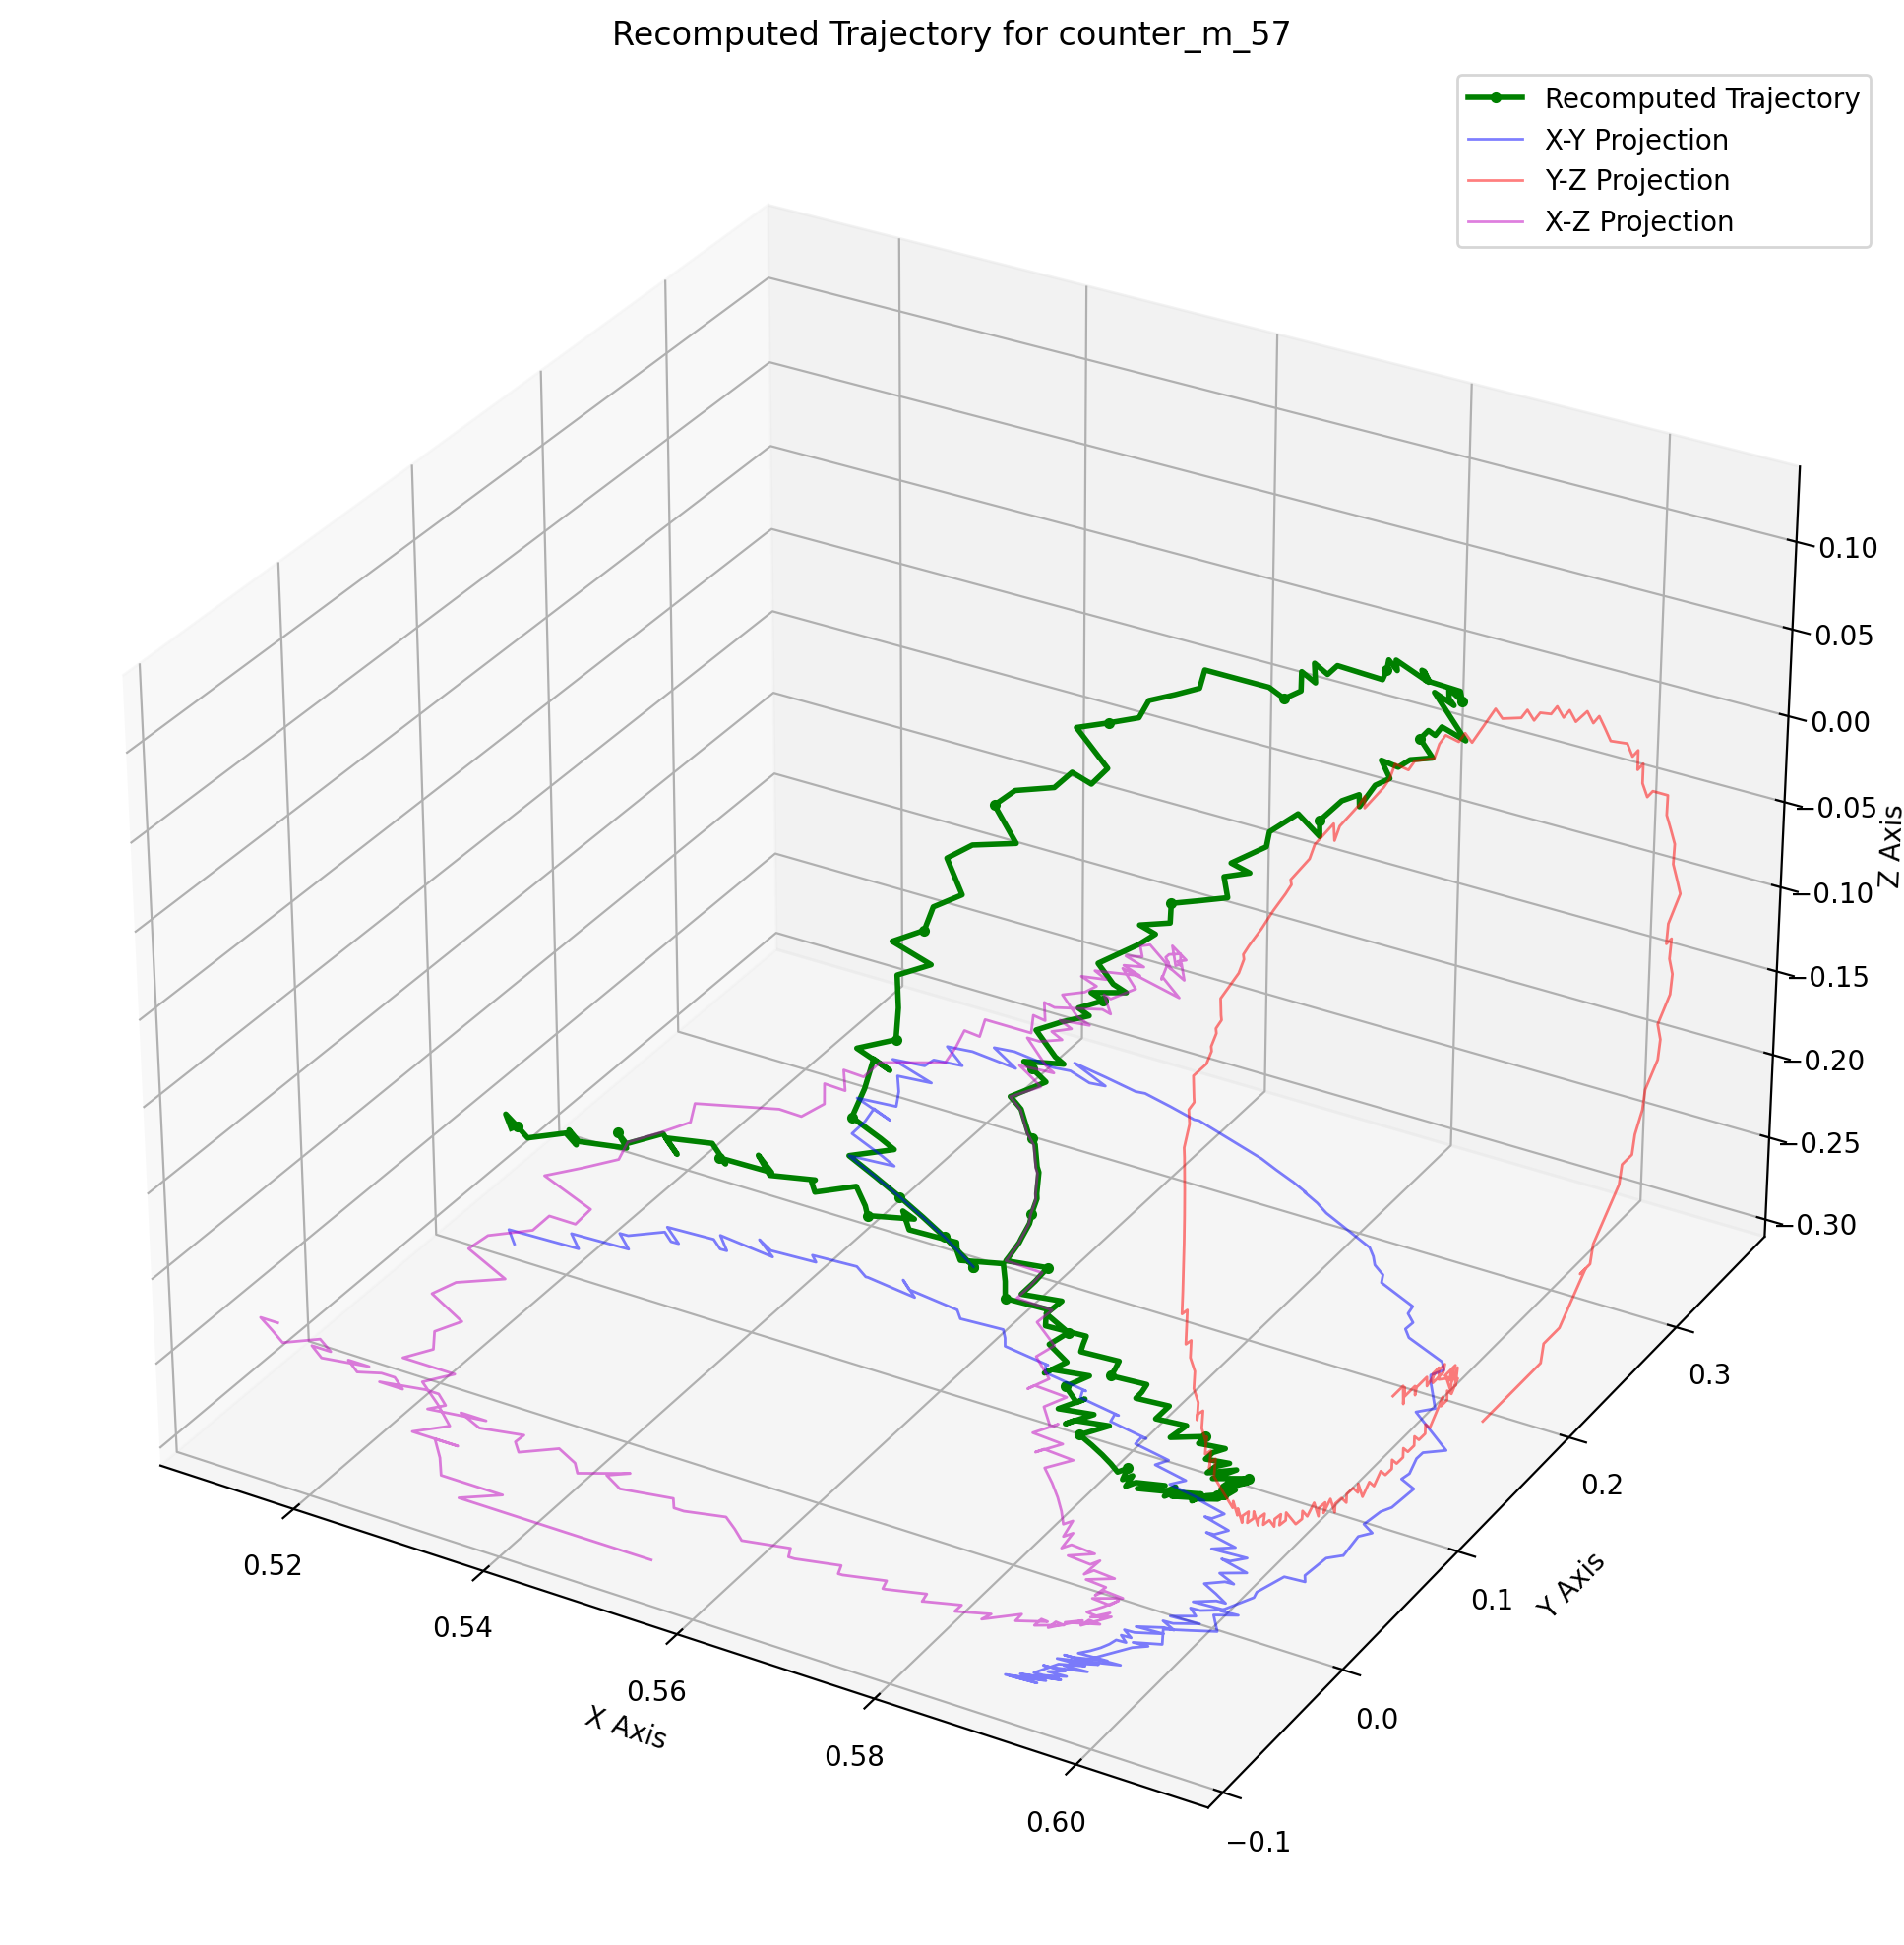 Recomputed Trajectory for counter_m_57
Recomputed Trajectory
X-Y Projection
Y-Z Projection
X-Z Projection
0.10
0.05
0.00
−0.05
−0.10
−0.15
−0.20
−0.25
−0.30
Z Axis
0.3
0.2
0.1
0.0
−0.1
Y Axis
0.52
0.54
0.56
0.58
0.60
X Axis